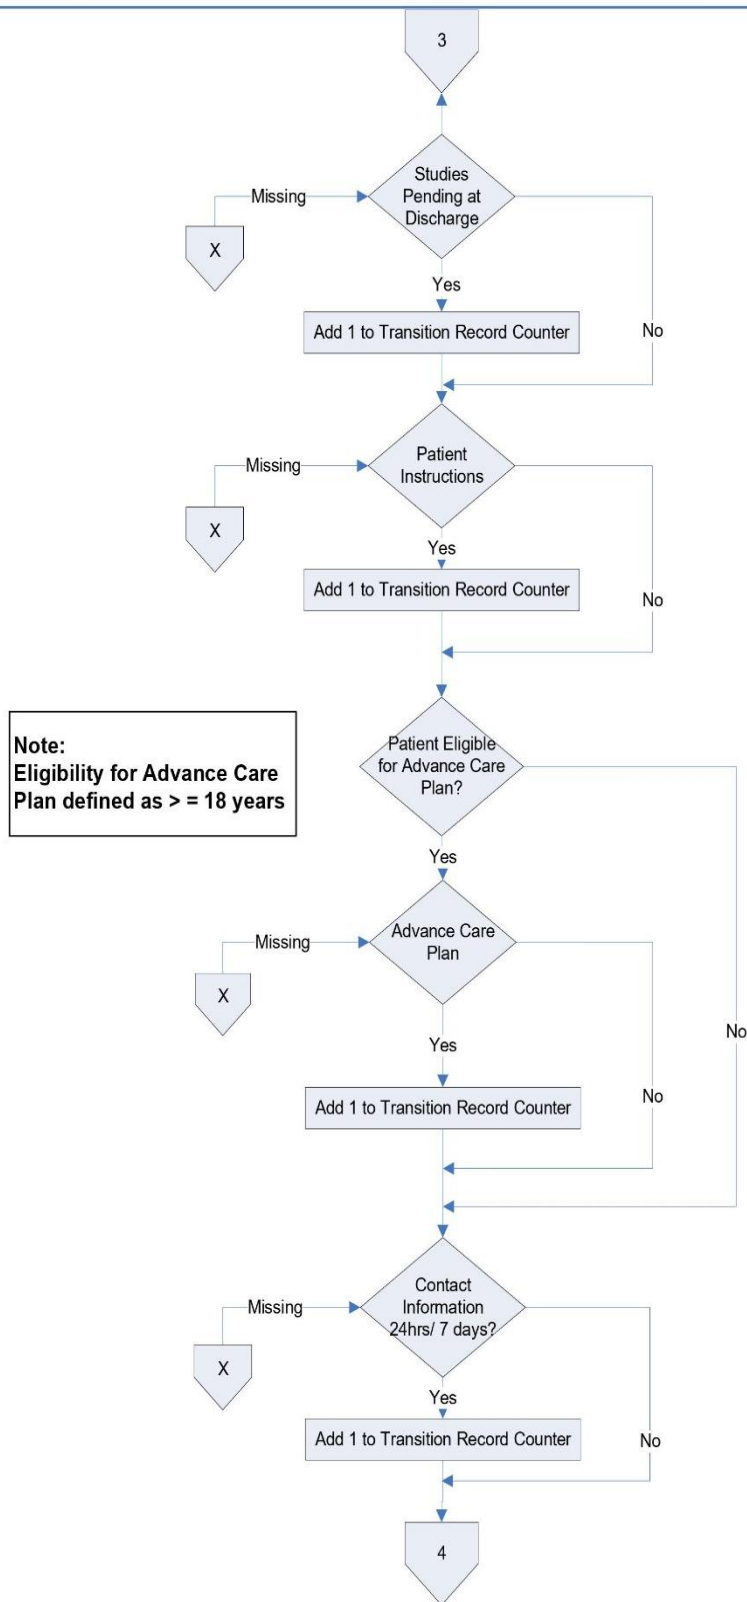 3
Studies
Pending at
Discharge
Missing
X
Yes
Add 1 to Transition Record Counter
No
Patient
Instructions
Missing
X
Yes
Add 1 to Transition Record Counter
No
Note:
Eligibility for Advance Care
Plan defined as > = 18 years
Patient Eligible
for Advance Care
Plan?
Yes
Advance Care
Plan
Missing
X
Yes
No
Add 1 to Transition Record Counter
No
Contact
Information
24hrs/ 7 days?
Missing
X
Yes
Add 1 to Transition Record Counter
No
4